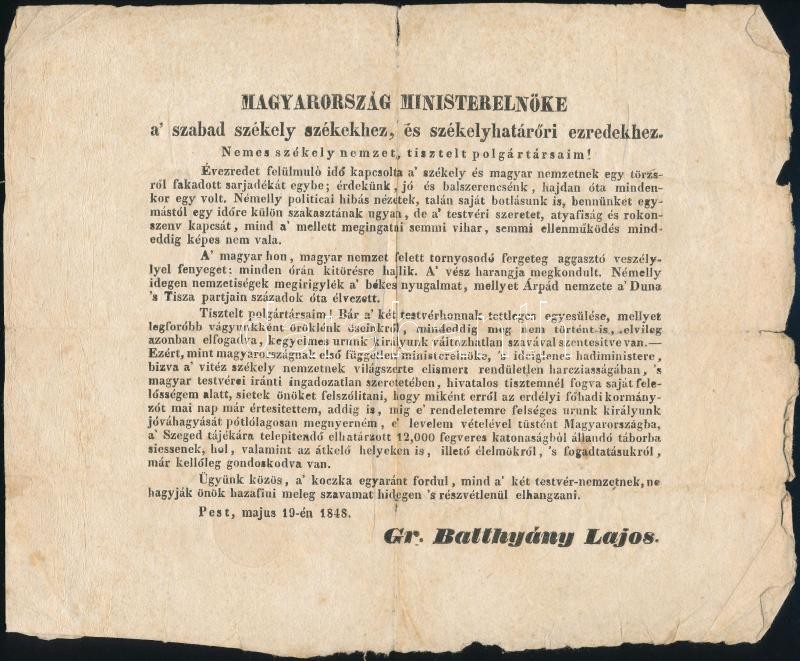 MAGYARORSZÁG MINISTERELNÖKE
a' szabad székely székekhez, és székelyhatárőri ezredekhez.
Nemes székely nemzet, tisztelt polgártársaim!
Évezredet felülmuló idő kapcsolta a' székely és magyar nemzetnek egy törzs-
ről fakadott sarjadékát egybe; érdekünk, jó és balszerencsénk, hajdan óta minden-
kor egy volt. Némelly politicai hibás nézetek, talán saját botlásunk is, bennünket egy-
mástól egy időre külön szakasztának ugyan, de a' testvéri szeretet, atyafiság és rokon-
szenv kapcsát, mind a' mellett megingatni semmi vihar, semmi ellenműködés mind-
eddig képes nem vala.
A' magyar hon, magyar nemzet felett tornyosodó fergeteg aggasztó veszély-
lyel fenyeget; minden órán kitörésre hajlik. A' vész harangja megkondult. Némelly
idegen nemzetiségek megirigylék a' békes nyugalmat, mellyet Árpád nemzete a' Duna
's Tisza partjain századok óta élvezett.
Tisztelt polgártársaim! Bár a' két testvérhonnak tettleges egyesülése, mellyet
legforóbb vágyunkként öröklénk őseinkről, mindeddig meg nem történt is, elvileg
azonban elfogadva, kegyelmes urunk királyunk változhatlan szavával szentesitve van.—
Ezért, mint magyarországnak első független ministerelnöke, 's ideiglenes hadiministere,
bizva a' vitéz székely nemzetnek világszerte elismert rendületlen harcziasságában, 's
magyar testvérei iránti ingadozatlan szeretetében, hivatalos tisztemnél fogva saját fele-
lősségem alatt, sietek önöket felszólitani, hogy miként erről az erdélyi főhadi kormány-
zót mai nap már értesitettem, addig is, mig e' rendeletemre felséges urunk királyunk
jóváhagyását pótlólagosan megnyerném, e' levelem vételével tüstént Magyarországba,
a' Szeged tájékára telepitendő elhatárzott 12,000 fegveres katonaságból állandó táborba
siessenek, hol, valamint az átkelő helyeken is, illető élelmökről, 's fogadtatásukról,
már kellőleg gondoskodva van.
Ügyünk közös, a' koczka egyaránt fordul, mind a' két testvér-nemzetnek, ne
hagyják önök hazafini meleg szavamat hidegen 's részvétlenül elhangzani.
Pest, majus 19-én 1848.
Gr. Batthyány Lajos.